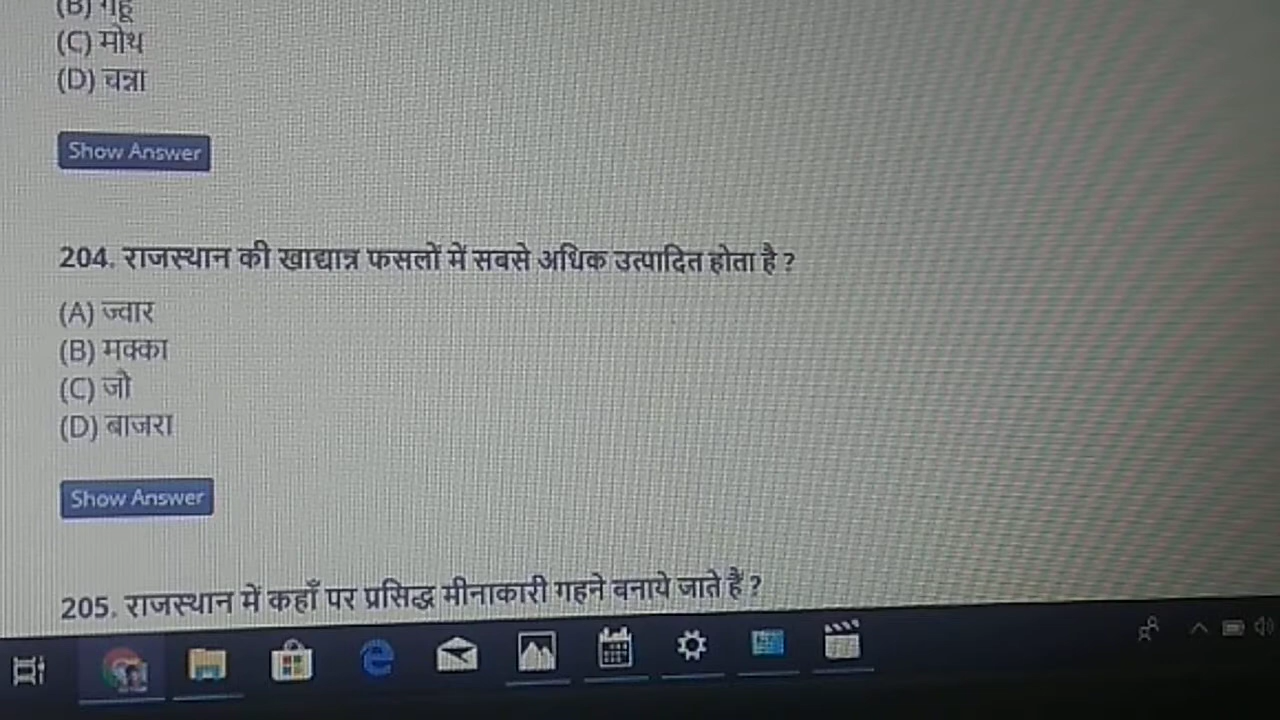 (B) गेहूँ
(C) मोथ
(D) चन्ना
Show Answer
204. राजस्थान की खाद्यान्न फसलों में सबसे अधिक उत्पादित होता है ?
(A) ज्वार
(B) मक्का
(C) जो
(D) बाजरा
Show Answer
205. राजस्थान में कहाँ पर प्रसिद्ध मीनाकारी गहने बनाये जाते हैं ?